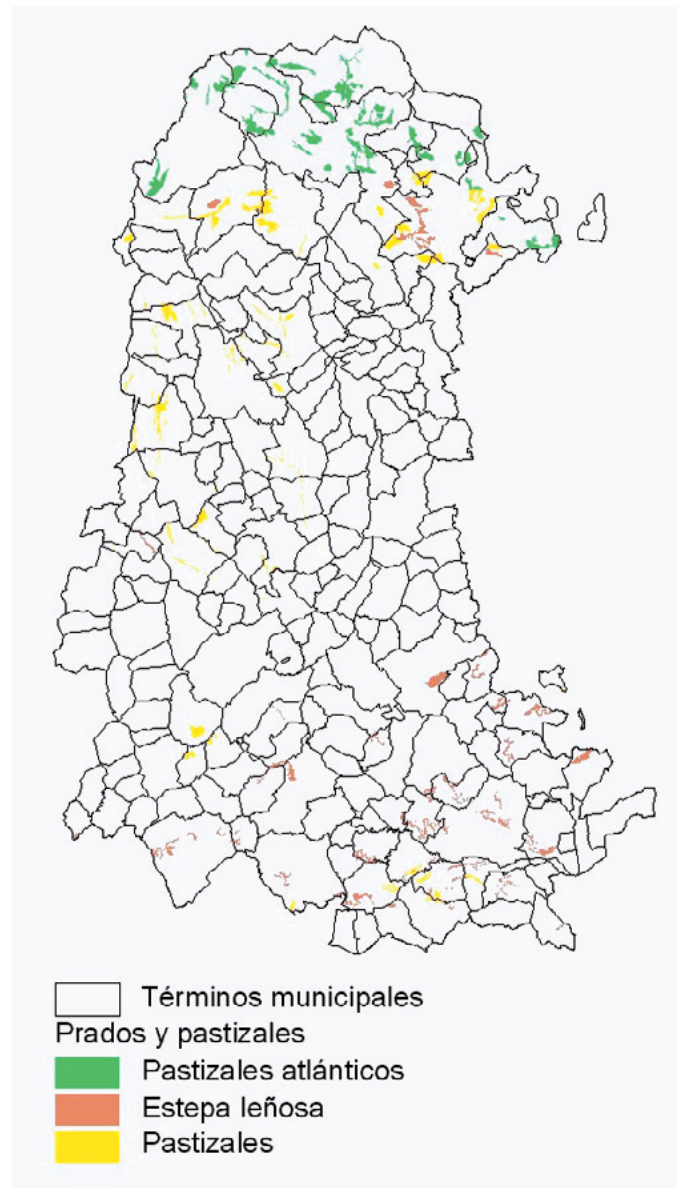 Términos municipales
Prados y pastizales
Pastizales atlánticos
Estepa leñosa
Pastizales